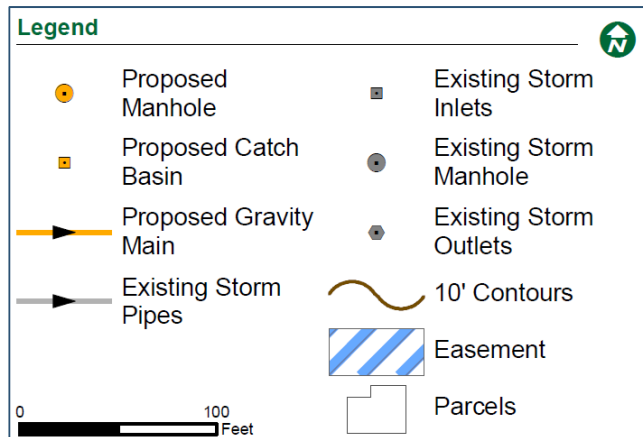 Legend
N
Proposed
Manhole
Proposed Catch
Basin
Proposed Gravity
Main
Existing Storm
Pipes
0 100
Feet
Existing Storm
Inlets
Existing Storm
Manhole
Existing Storm
Outlets
10' Contours
Easement
Parcels